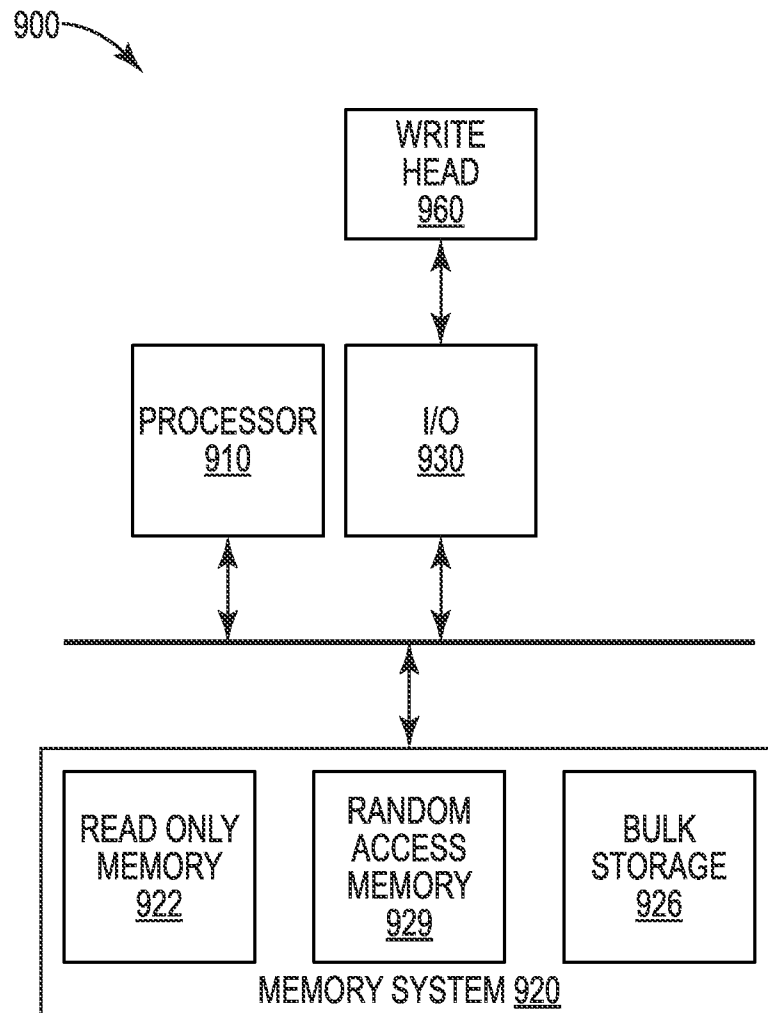 900
WRITE
HEAD
960
PROCESSOR
910
I/O
930
READ ONLY
MEMORY
922
RANDOM
ACCESS
MEMORY
929
BULK
STORAGE
926
MEMORY SYSTEM 920